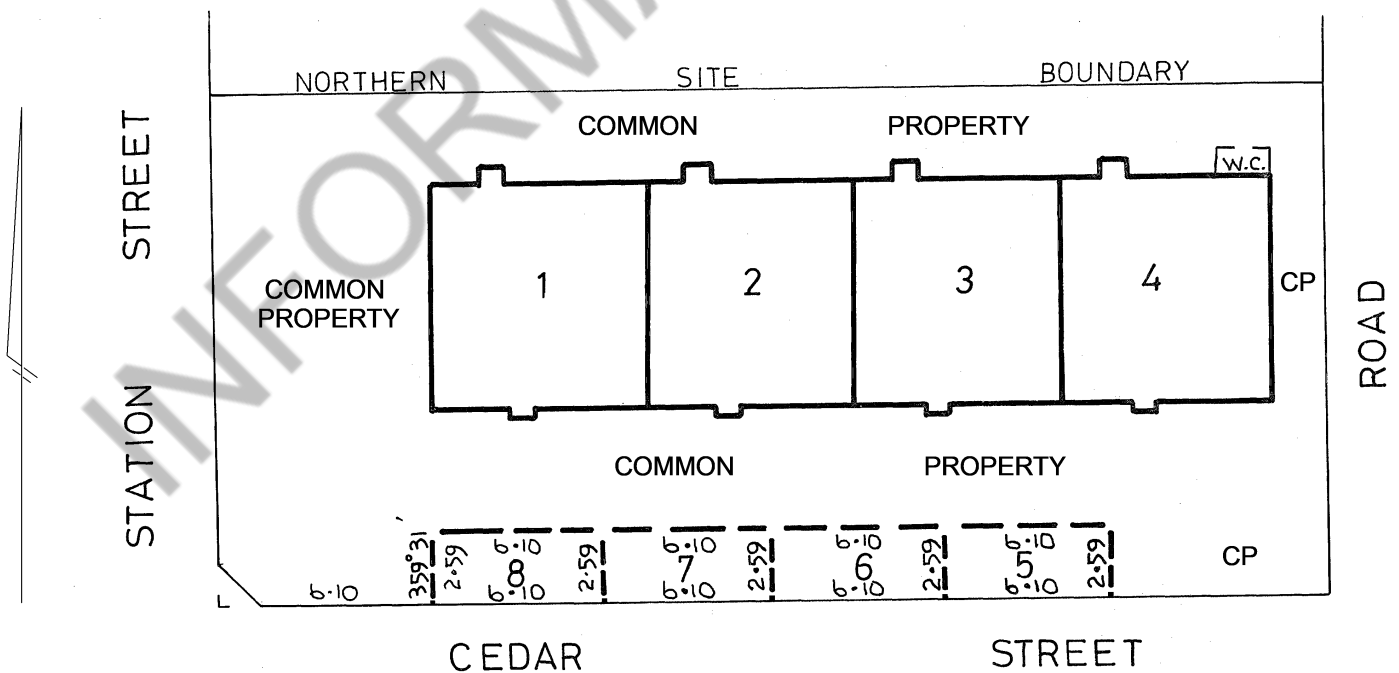 NORTHERN SITE BOUNDARY
COMMON PROPERTY
W.C.
STATION STREET
COMMON
PROPERTY
1 2 3 4
CP
ROAD
COMMON PROPERTY
6·10 6·10 6·10 6·10
359°31 2·59 8 2·59 7 2·59 6 2·59 5 2·59
CP
6·10 6·10 6·10 6·10 6·10
CEDAR STREET
INFORMA